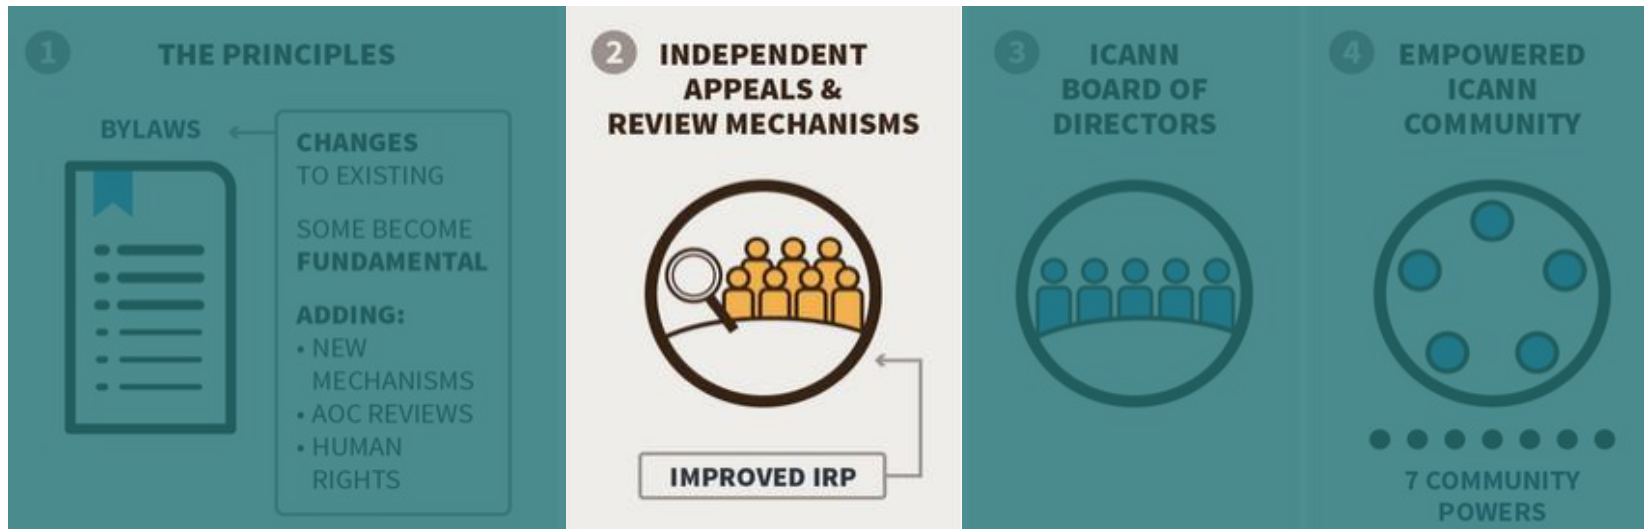 1
THE PRINCIPLES
BYLAWS
CHANGES
TO EXISTING
SOME BECOME
FUNDAMENTAL
ADDING:
• NEW
MECHANISMS
• AOC REVIEWS
• HUMAN
RIGHTS
2
INDEPENDENT
APPEALS &
REVIEW MECHANISMS
IMPROVED IRP
3
ICANN
BOARD OF
DIRECTORS
4
EMPOWERED
ICANN
COMMUNITY
7 COMMUNITY
POWERS